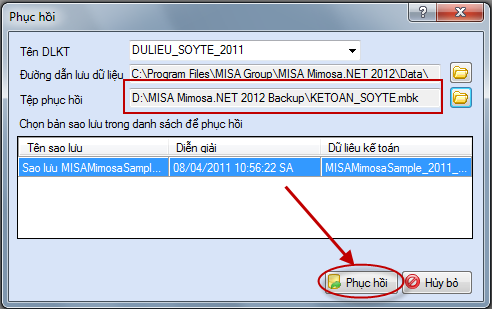 Phục hồi
Tên DLKT DULIEU_SOYTE_2011
Đường dẫn lưu dữ liệu C:\Program Files\MISA Group\MISA Mimosa.NET 2012\Data\
Tệp phục hồi D:\MISA Mimosa.NET 2012 Backup\KETOAN_SOYTE.mbk
Chọn bản sao lưu trong danh sách để phục hồi
Tên sao lưu Diễn giải Dữ liệu kế toán
Sao lưu MISAMimosaSampl... 08/04/2011 10:56:22 SA MISAMimosaSample_2011_...
Phục hồi Hủy bỏ